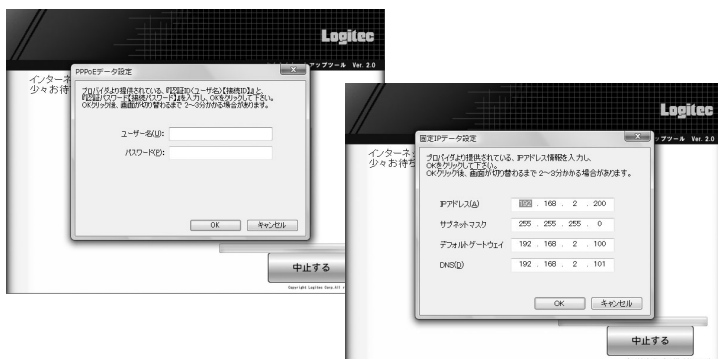 Logitec
アップツール Ver. 2.0
インターネ
少々お待
PPPoEデータ設定
プロバイダより提供されている、『認証ID(ユーザ名)【接続ID】』と、
『認証パスワード【接続パスワード】』を入力し、OKをクリックして下さい。
OKクリック後、画面が切り替わるまで 2~3分かかる場合があります。
ユーザー名(U):
パスワード(P):
OK
キャンセル
中止する
Copyright Logitec Corp. All r
Logitec
ップツール Ver. 2.0
インターネッ
少々お待ち
固定IPデータ設定
プロバイダより提供されている、IPアドレス情報を入力し、
OKをクリックして下さい。
OKクリック後、画面が切り替わるまで 2~3分かかる場合があります。
IPアドレス(A) 192 . 168 . 2 . 200
サブネットマスク 255 . 255 . 255 . 0
デフォルトゲートウェイ 192 . 168 . 2 . 100
DNS(D) 192 . 168 . 2 . 101
OK
キャンセル
中止する